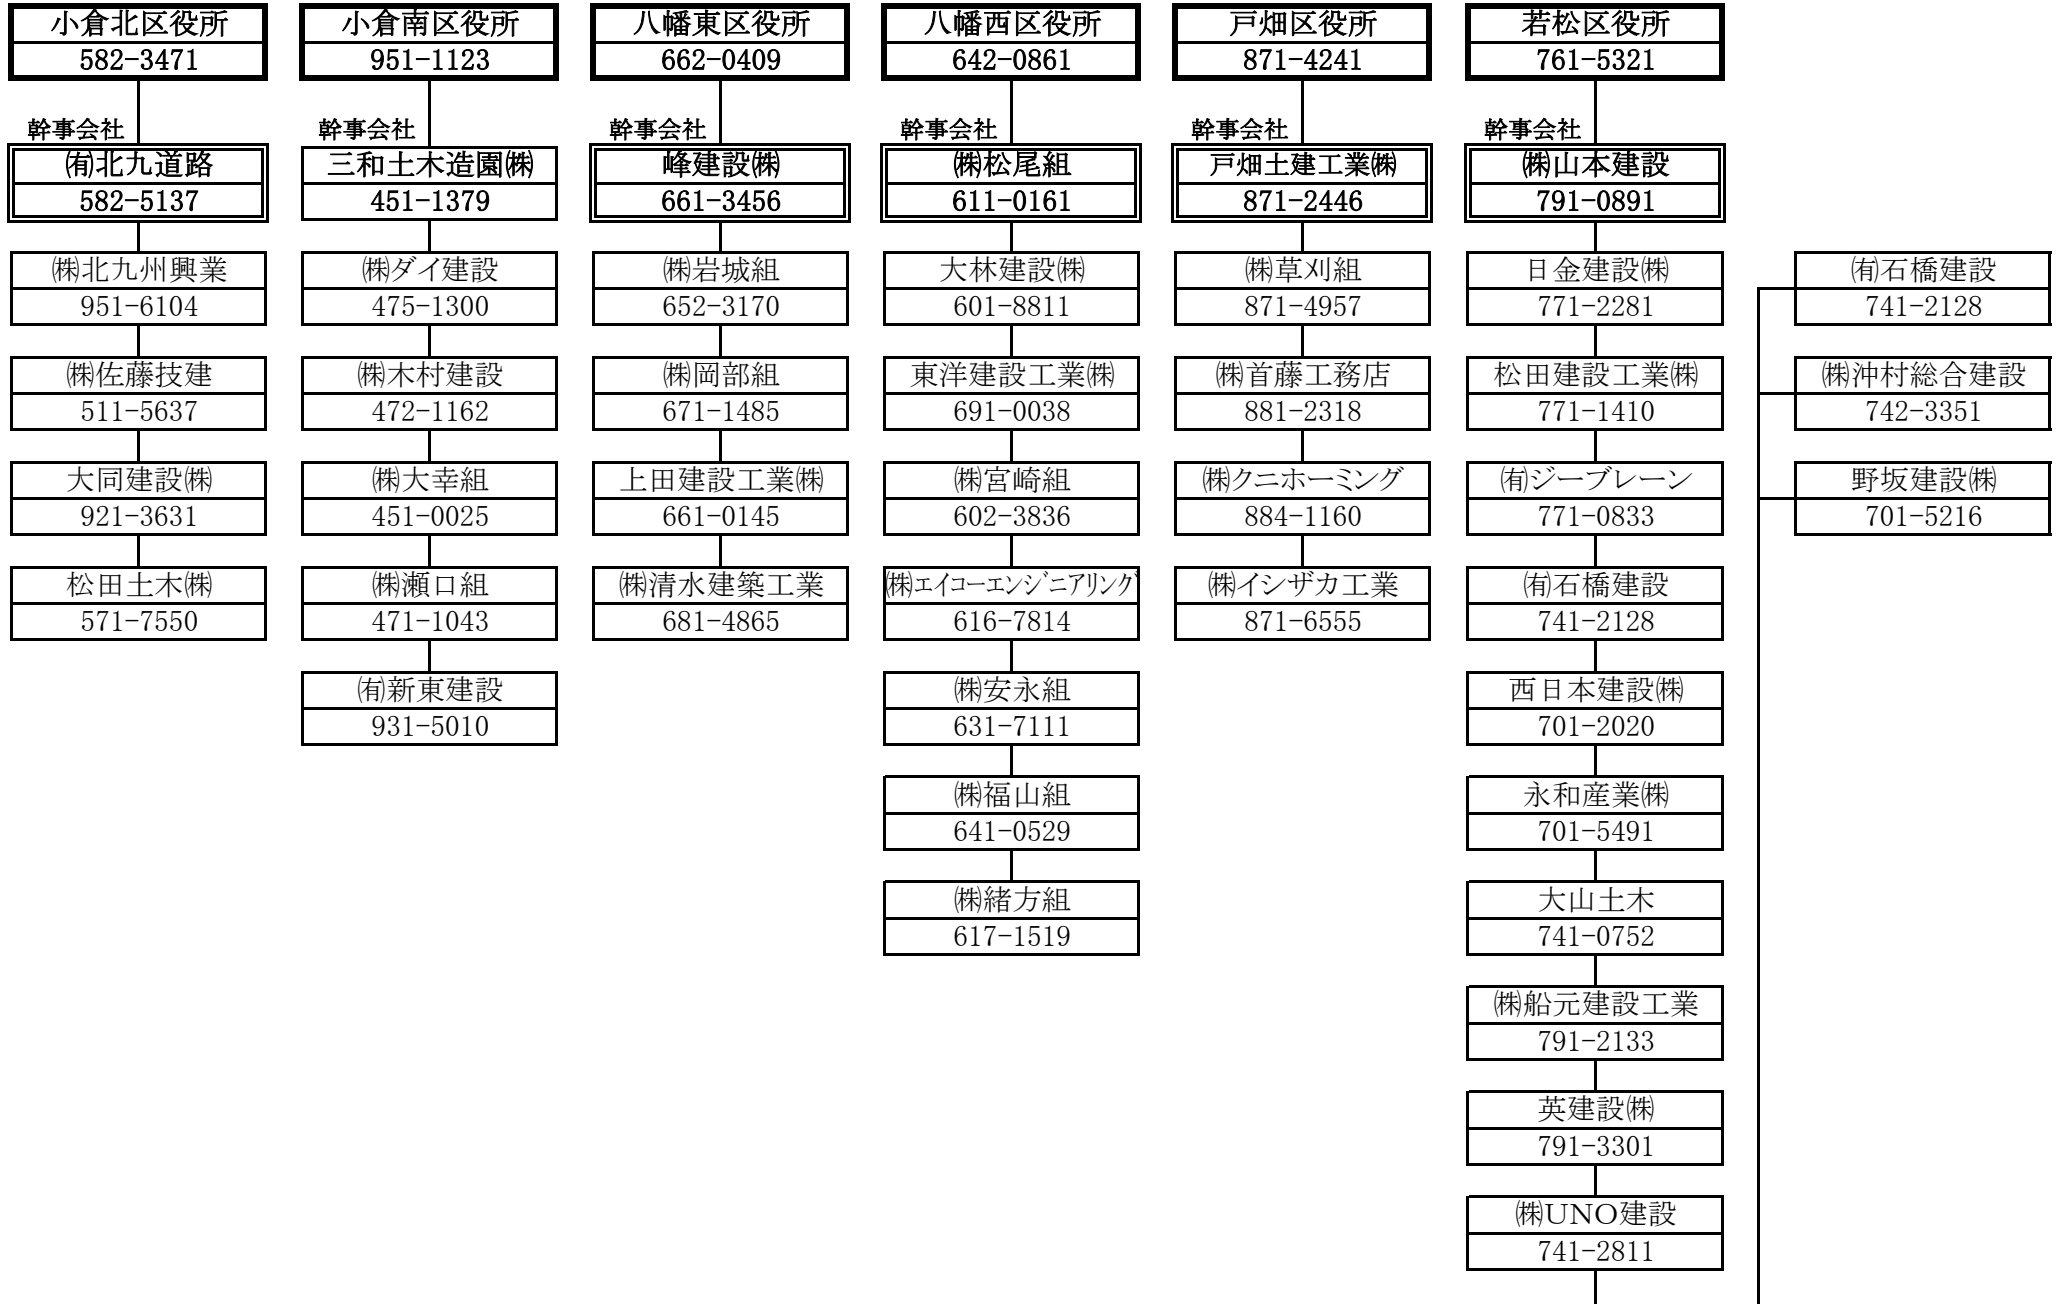 小倉北区役所
582-3471
幹事会社
㈲北九道路
582-5137
㈱北九州興業
951-6104
㈱佐藤技建
511-5637
大同建設㈱
921-3631
松田土木㈱
571-7550
小倉南区役所
951-1123
幹事会社
三和土木造園㈱
451-1379
㈱ダイ建設
475-1300
㈱木村建設
472-1162
㈱大幸組
451-0025
㈱瀬口組
471-1043
㈲新東建設
931-5010
八幡東区役所
662-0409
幹事会社
峰建設㈱
661-3456
㈱岩城組
652-3170
㈱岡部組
671-1485
上田建設工業㈱
661-0145
㈱清水建築工業
681-4865
八幡西区役所
642-0861
幹事会社
㈱松尾組
611-0161
大林建設㈱
601-8811
東洋建設工業㈱
691-0038
㈱宮崎組
602-3836
㈱エイコーエンジニアリング
616-7814
㈱安永組
631-7111
㈱福山組
641-0529
㈱緒方組
617-1519
戸畑区役所
871-4241
幹事会社
戸畑土建工業㈱
871-2446
㈱草刈組
871-4957
㈱首藤工務店
881-2318
㈱クニホーミング
884-1160
㈱イシザカ工業
871-6555
若松区役所
761-5321
幹事会社
㈱山本建設
791-0891
日金建設㈱
771-2281
松田建設工業㈱
771-1410
㈲ジーブレーン
771-0833
㈲石橋建設
741-2128
西日本建設㈱
701-2020
永和産業㈱
701-5491
大山土木
741-0752
㈱船元建設工業
791-2133
英建設㈱
791-3301
㈱UNO建設
741-2811
㈲石橋建設
741-2128
㈱沖村総合建設
742-3351
野坂建設㈱
701-5216